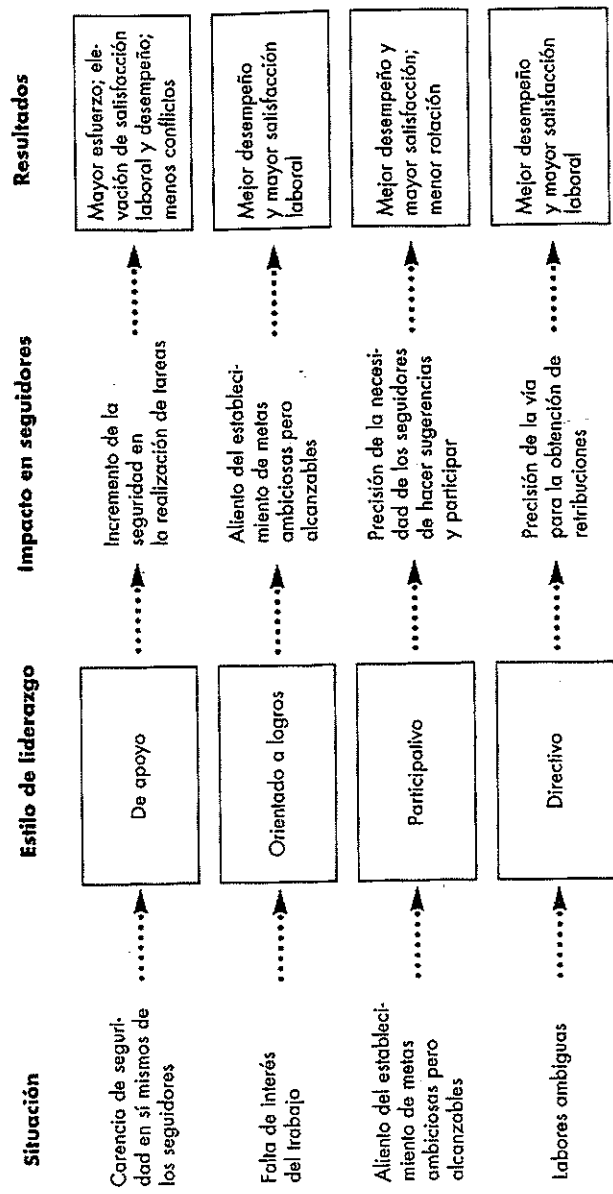 Situación
Estilo de liderazgo
Impacto en seguidores
Resultados
Carencia de seguri-
dad en sí mismos de
los seguidores
De apoyo
Incremento de la
seguridad en
la realización de tareas
Mayor esfuerzo; ele-
vación de satisfacción
laboral y desempeño;
menos conflictos
Falta de interés
del trabajo
Orientado a logros
Aliento del estableci-
miento de metas
ambiciosas pero
alcanzables
Mejor desempeño
y mayor satisfacción
laboral
Aliento del estableci-
miento de metas
ambiciosas pero
alcanzables
Participativo
Precisión de la necesi-
dad de los seguidores
de hacer sugerencias
y participar
Mejor desempeño y
mayor satisfacción;
menor rotación
Labores ambiguas
Directivo
Precisión de la vía
para la obtención de
retribuciones
Mejor desempeño
y mayor satisfacción
laboral